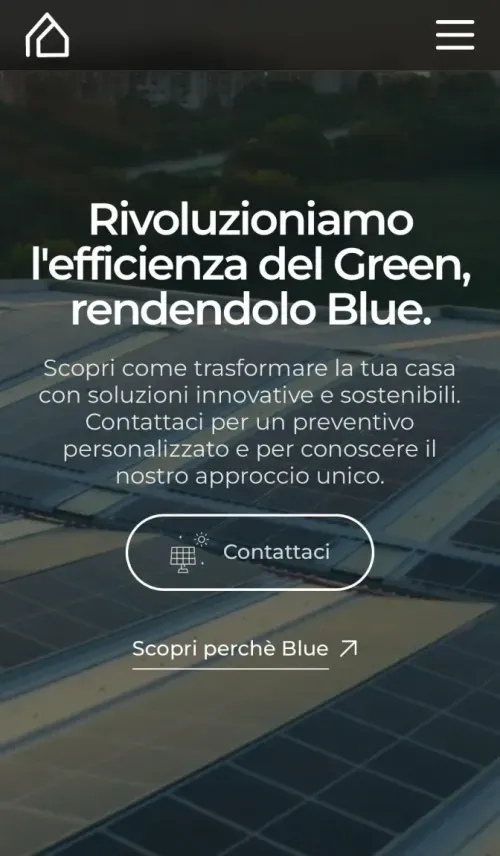 Rivoluzioniamo
l'efficienza del Green,
rendendolo Blue.
Scopri come trasformare la tua casa
con soluzioni innovative e sostenibili.
Contattaci per un preventivo
personalizzato e per conoscere il
nostro approccio unico.
Contattaci
Scopri perchè Blue